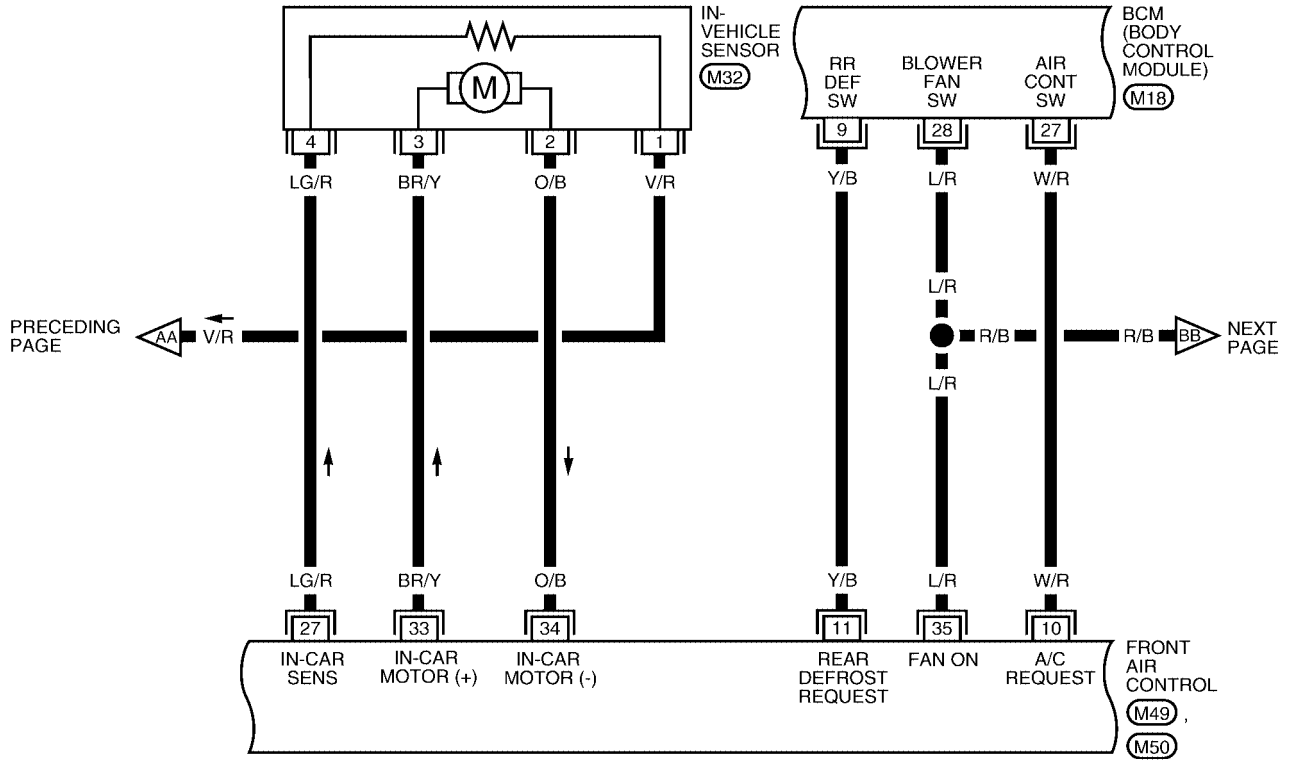 IN-
VEHICLE
SENSOR
M32
M
BCM
(BODY
CONTROL
MODULE)
M18
RR
DEF
SW
BLOWER
FAN
SW
AIR
CONT
SW
4
3
2
1
9
28
27
LG/R
BR/Y
O/B
V/R
Y/B
L/R
W/R
L/R
PRECEDING
PAGE
AA
V/R
R/B
R/B
BB
NEXT
PAGE
L/R
LG/R
BR/Y
O/B
Y/B
L/R
W/R
27
33
34
11
35
10
IN-CAR
SENS
IN-CAR
MOTOR (+)
IN-CAR
MOTOR (-)
REAR
DEFROST
REQUEST
FAN ON
A/C
REQUEST
FRONT
AIR
CONTROL
M49 ,
M50